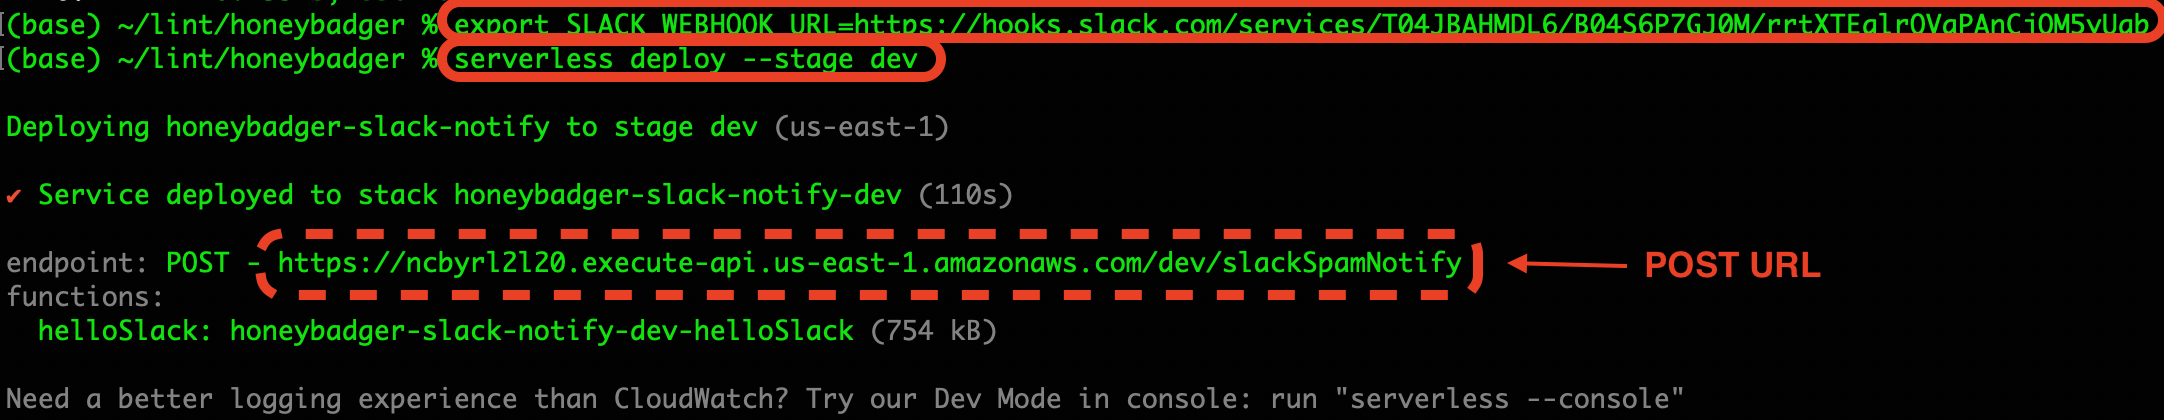 (base) ~/lint/honeybadger % export SLACK_WEBHOOK_URL=https://hooks.slack.com/services/T04JBAHMDL6/B04S6P7GJ0M/
(base) ~/lint/honeybadger % serverless deploy --stage dev
Deploying honeybadger-slack-notify to stage dev (us-east-1)
✔ Service deployed to stack honeybadger-slack-notify-dev (110s)
endpoint: POST - https://ncbyrl2l20.execute-api.us-east-1.amazonaws.com/dev/slackSpamNotify
POST URL
functions:
helloSlack: honeybadger-slack-notify-dev-helloSlack (754 kB)
Need a better logging experience than CloudWatch? Try our Dev Mode in console: run "serverless --console"